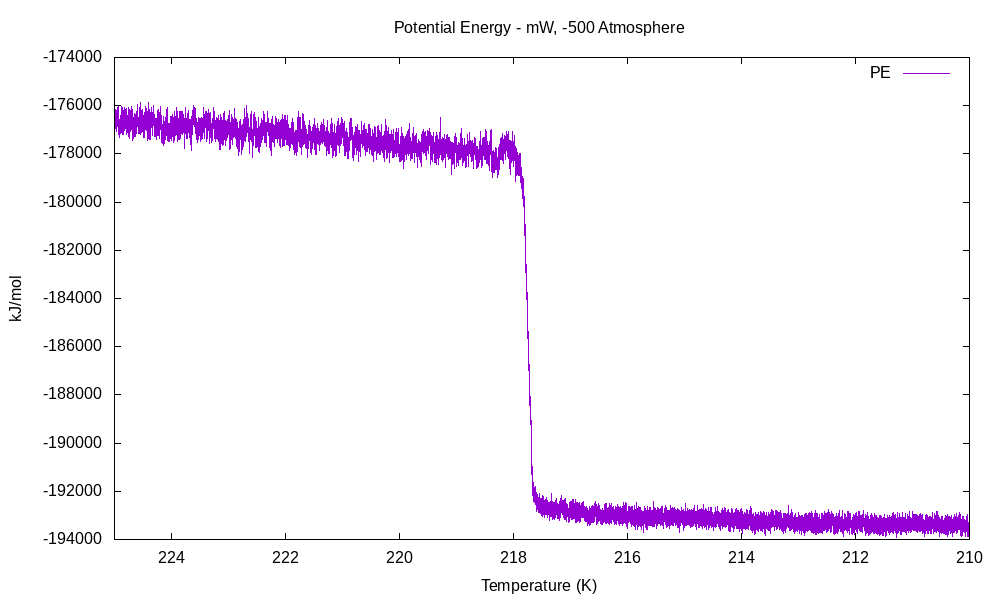 Potential Energy - mW, -500 Atmosphere
PE
-174000
-176000
-178000
-180000
-182000
-184000
-186000
-188000
-190000
-192000
-194000
kJ/mol
224 222 220 218 216 214 212 210
Temperature (K)